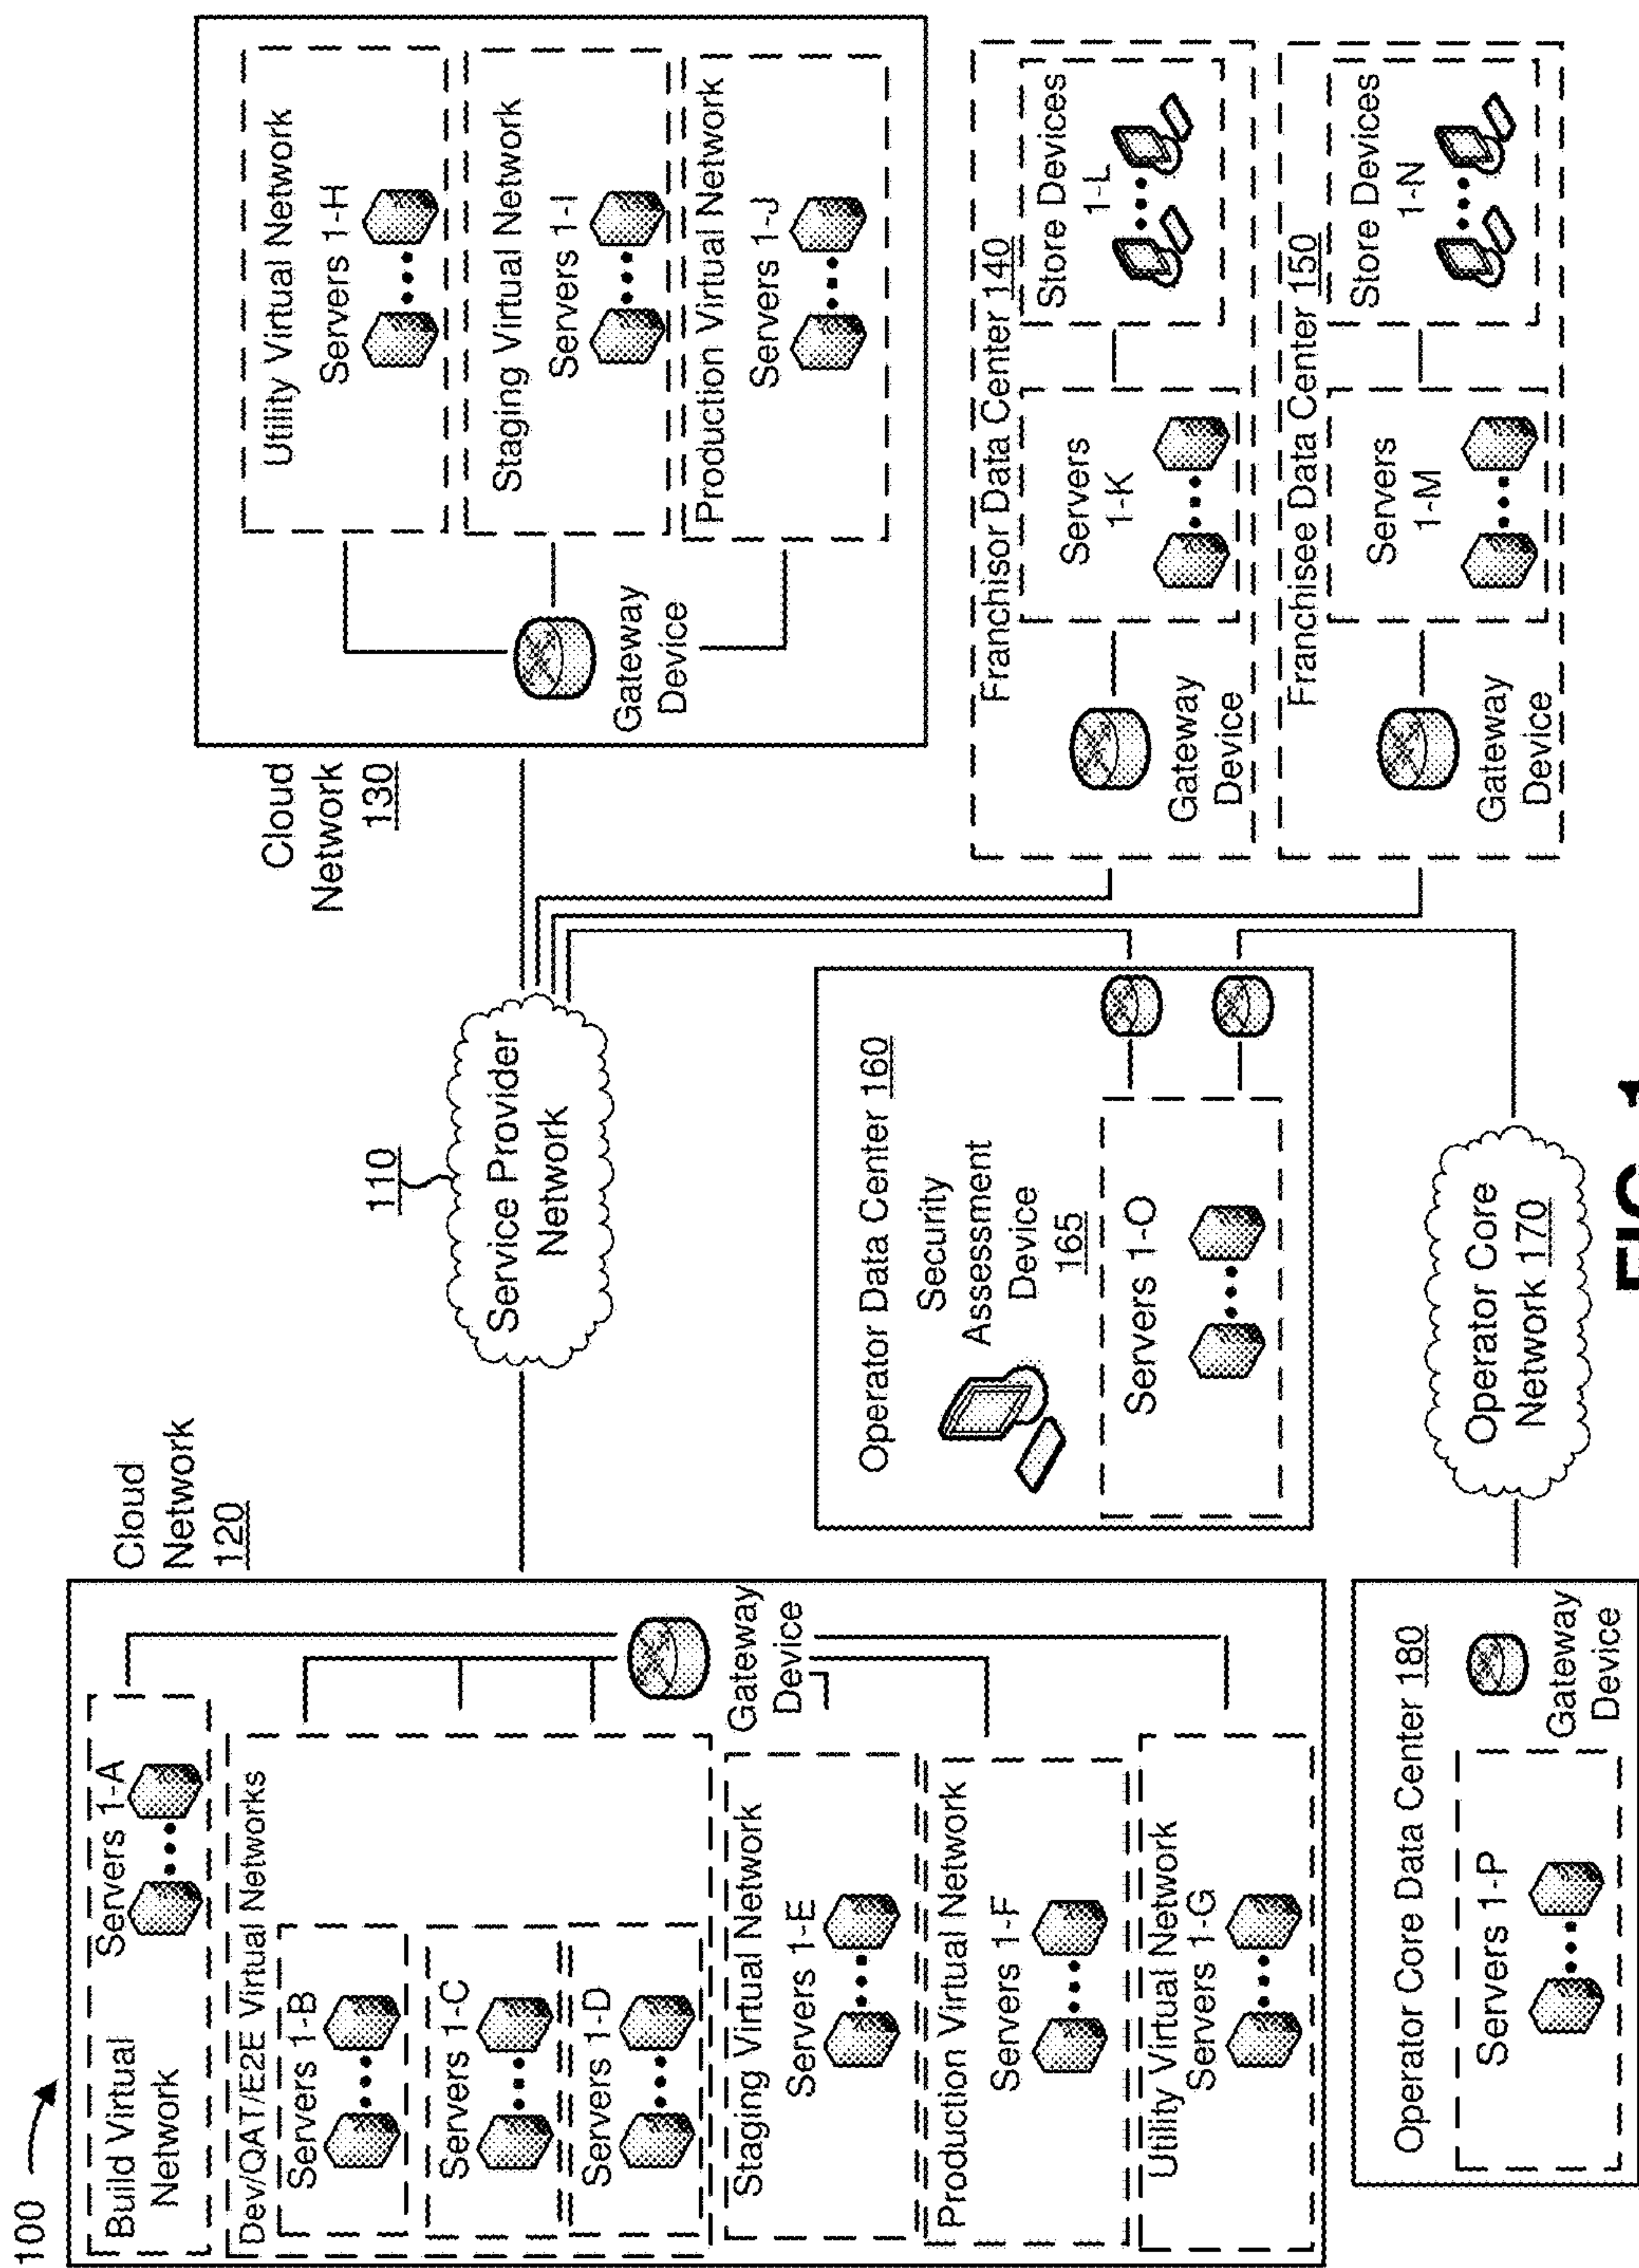 100
Cloud
Network
120
Build Virtual
Network
Servers 1-A
Dev/QAT/E2E Virtual Networks
Servers 1-B
Servers 1-C
Servers 1-D
Staging Virtual Network
Servers 1-E
Production Virtual Network
Servers 1-F
Utility Virtual Network
Servers 1-G
Gateway
Device
110
Service Provider
Network
Cloud
Network
130
Utility Virtual Network
Servers 1-H
Staging Virtual Network
Servers 1-I
Production Virtual Network
Servers 1-J
Gateway
Device
Franchisor Data Center 140
Gateway
Device
Servers
1-K
Store Devices
1-L
Franchisee Data Center 150
Gateway
Device
Servers
1-M
Store Devices
1-N
Operator Data Center 160
Security
Assessment
Device
165
Servers 1-O
Operator Core
Network 170
Operator Core Data Center 180
Servers 1-P
Gateway
Device
FIG. 1